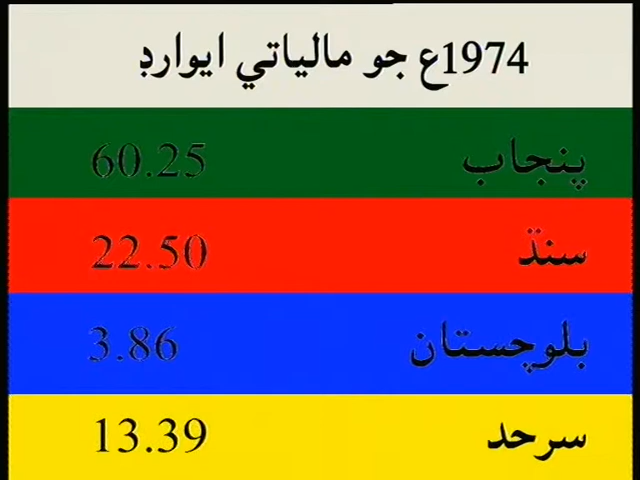 1974ع جو مالياتي ايوارڊ
پنجاب 60.25
سنڌ 22.50
بلوچستان 3.86
سرحد 13.39